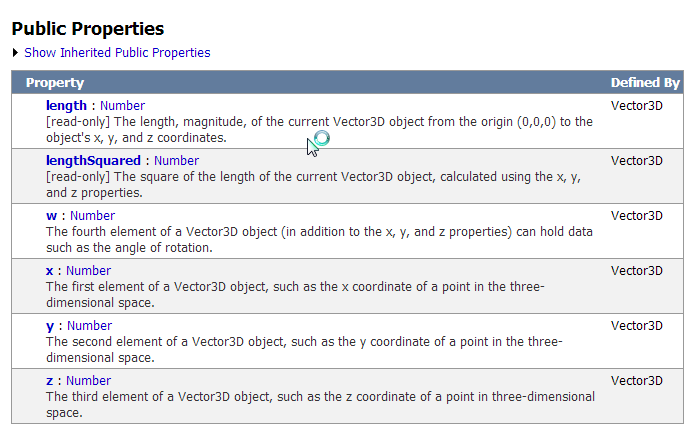 Public Properties
Show Inherited Public Properties
Property Defined By
length : Number Vector3D
[read-only] The length, magnitude, of the current Vector3D object from the origin (0,0,0) to the
object's x, y, and z coordinates.
lengthSquared : Number Vector3D
[read-only] The square of the length of the current Vector3D object, calculated using the x, y,
and z properties.
w : Number Vector3D
The fourth element of a Vector3D object (in addition to the x, y, and z properties) can hold data
such as the angle of rotation.
x : Number Vector3D
The first element of a Vector3D object, such as the x coordinate of a point in the three-
dimensional space.
y : Number Vector3D
The second element of a Vector3D object, such as the y coordinate of a point in the three-
dimensional space.
z : Number Vector3D
The third element of a Vector3D object, such as the z coordinate of a point in three-dimensional
space.